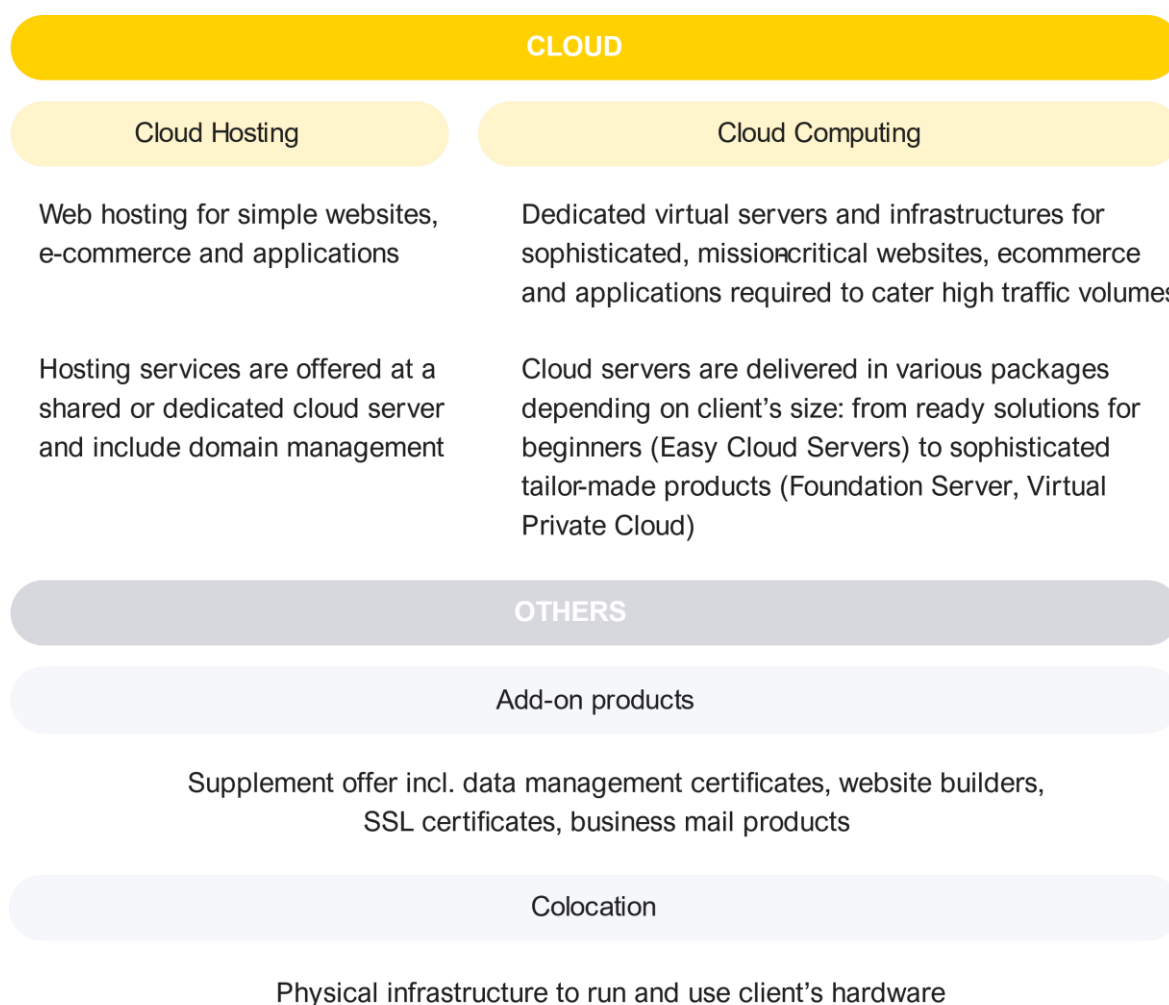 CLOUD
Cloud Hosting
Web hosting for simple websites,
e-commerce and applications
Hosting services are offered at a
shared or dedicated cloud server
and include domain management
Cloud Computing
Dedicated virtual servers and infrastructures for
sophisticated, mission-critical websites, ecommerce
and applications required to cater high traffic volumes
Cloud servers are delivered in various packages
depending on client's size: from ready solutions for
beginners (Easy Cloud Servers) to sophisticated
tailor-made products (Foundation Server, Virtual
Private Cloud)
OTHERS
Add-on products
Supplement offer incl. data management certificates, website builders,
SSL certificates, business mail products
Colocation
Physical infrastructure to run and use client's hardware